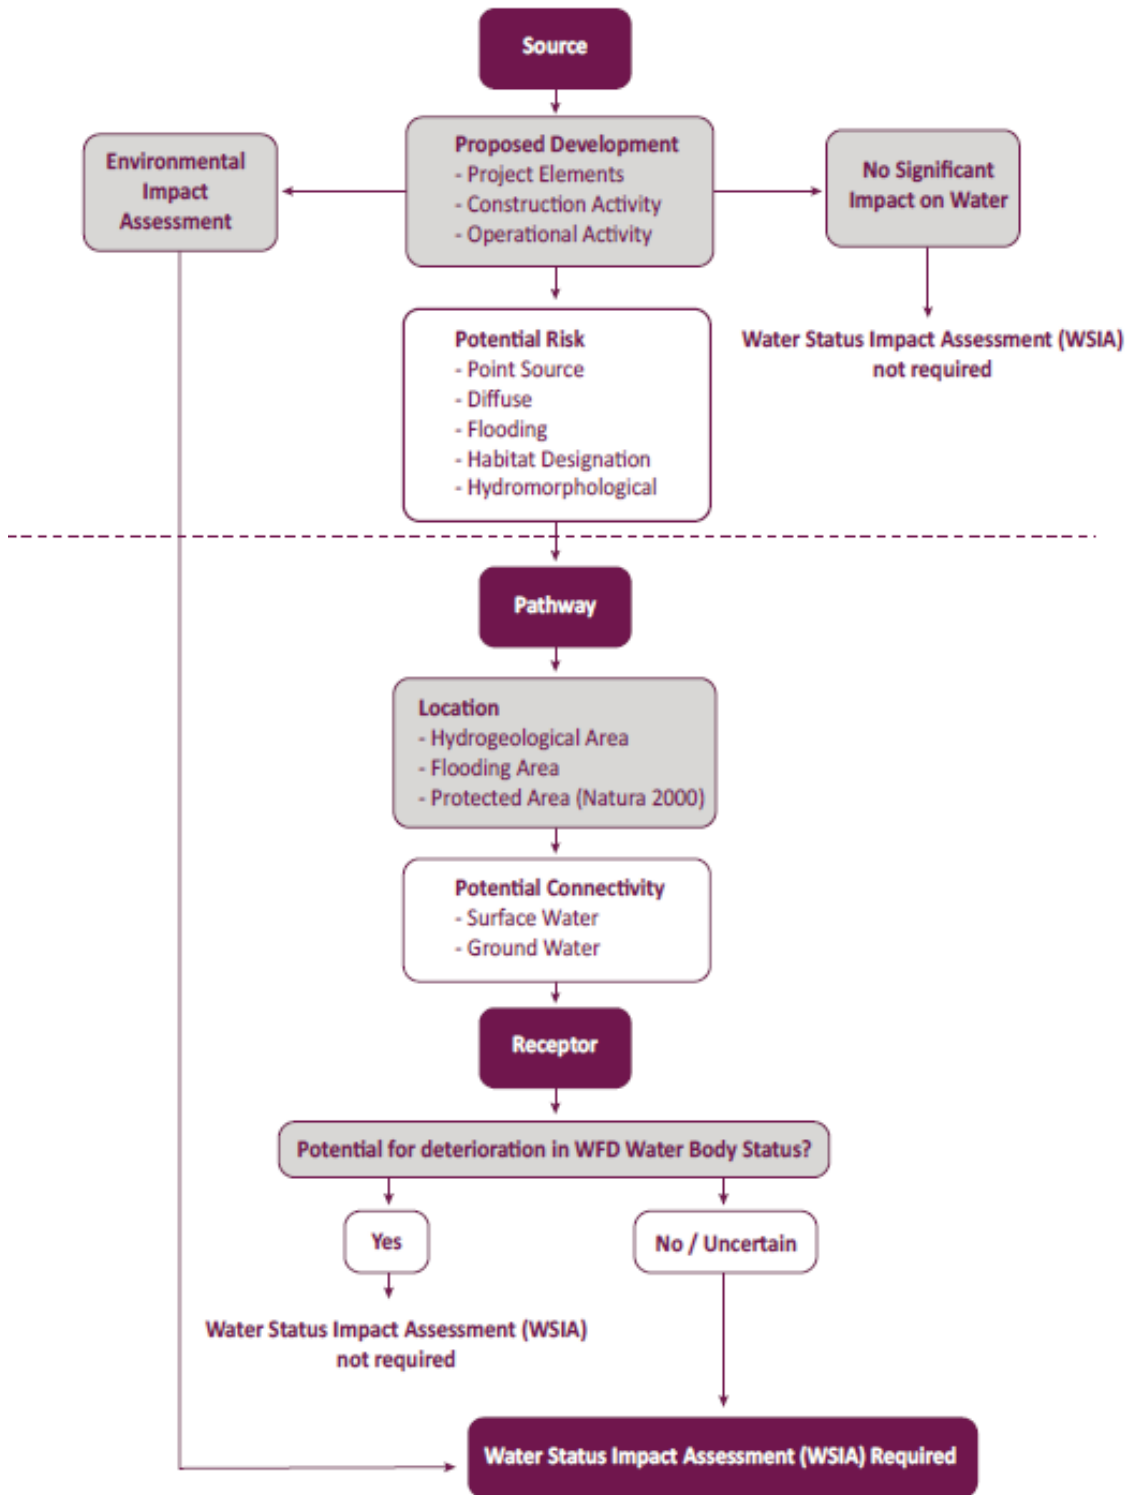 Source
Environmental
Impact
Assessment
Proposed Development
- Project Elements
- Construction Activity
- Operational Activity
No Significant
Impact on Water
Potential Risk
- Point Source
- Diffuse
- Flooding
- Habitat Designation
- Hydromorphological
Water Status Impact Assessment (WSIA)
not required
Pathway
Location
- Hydrogeological Area
- Flooding Area
- Protected Area (Natura 2000)
Potential Connectivity
- Surface Water
- Ground Water
Receptor
Potential for deterioration in WFD Water Body Status?
Yes
No / Uncertain
Water Status Impact Assessment (WSIA)
not required
Water Status Impact Assessment (WSIA) Required